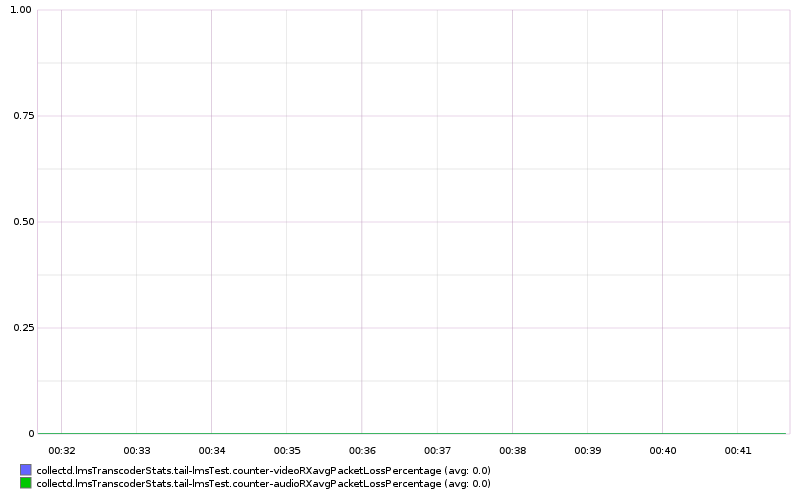 1.00
0.75
0.50
0.25
0
00:32 00:33 00:34 00:35 00:36 00:37 00:38 00:39 00:40 00:41
collectd.lmsTranscoderStats.tail-lmsTest.counter-videoRXavgPacketLossPercentage (avg: 0.0)
collectd.lmsTranscoderStats.tail-lmsTest.counter-audioRXavgPacketLossPercentage (avg: 0.0)